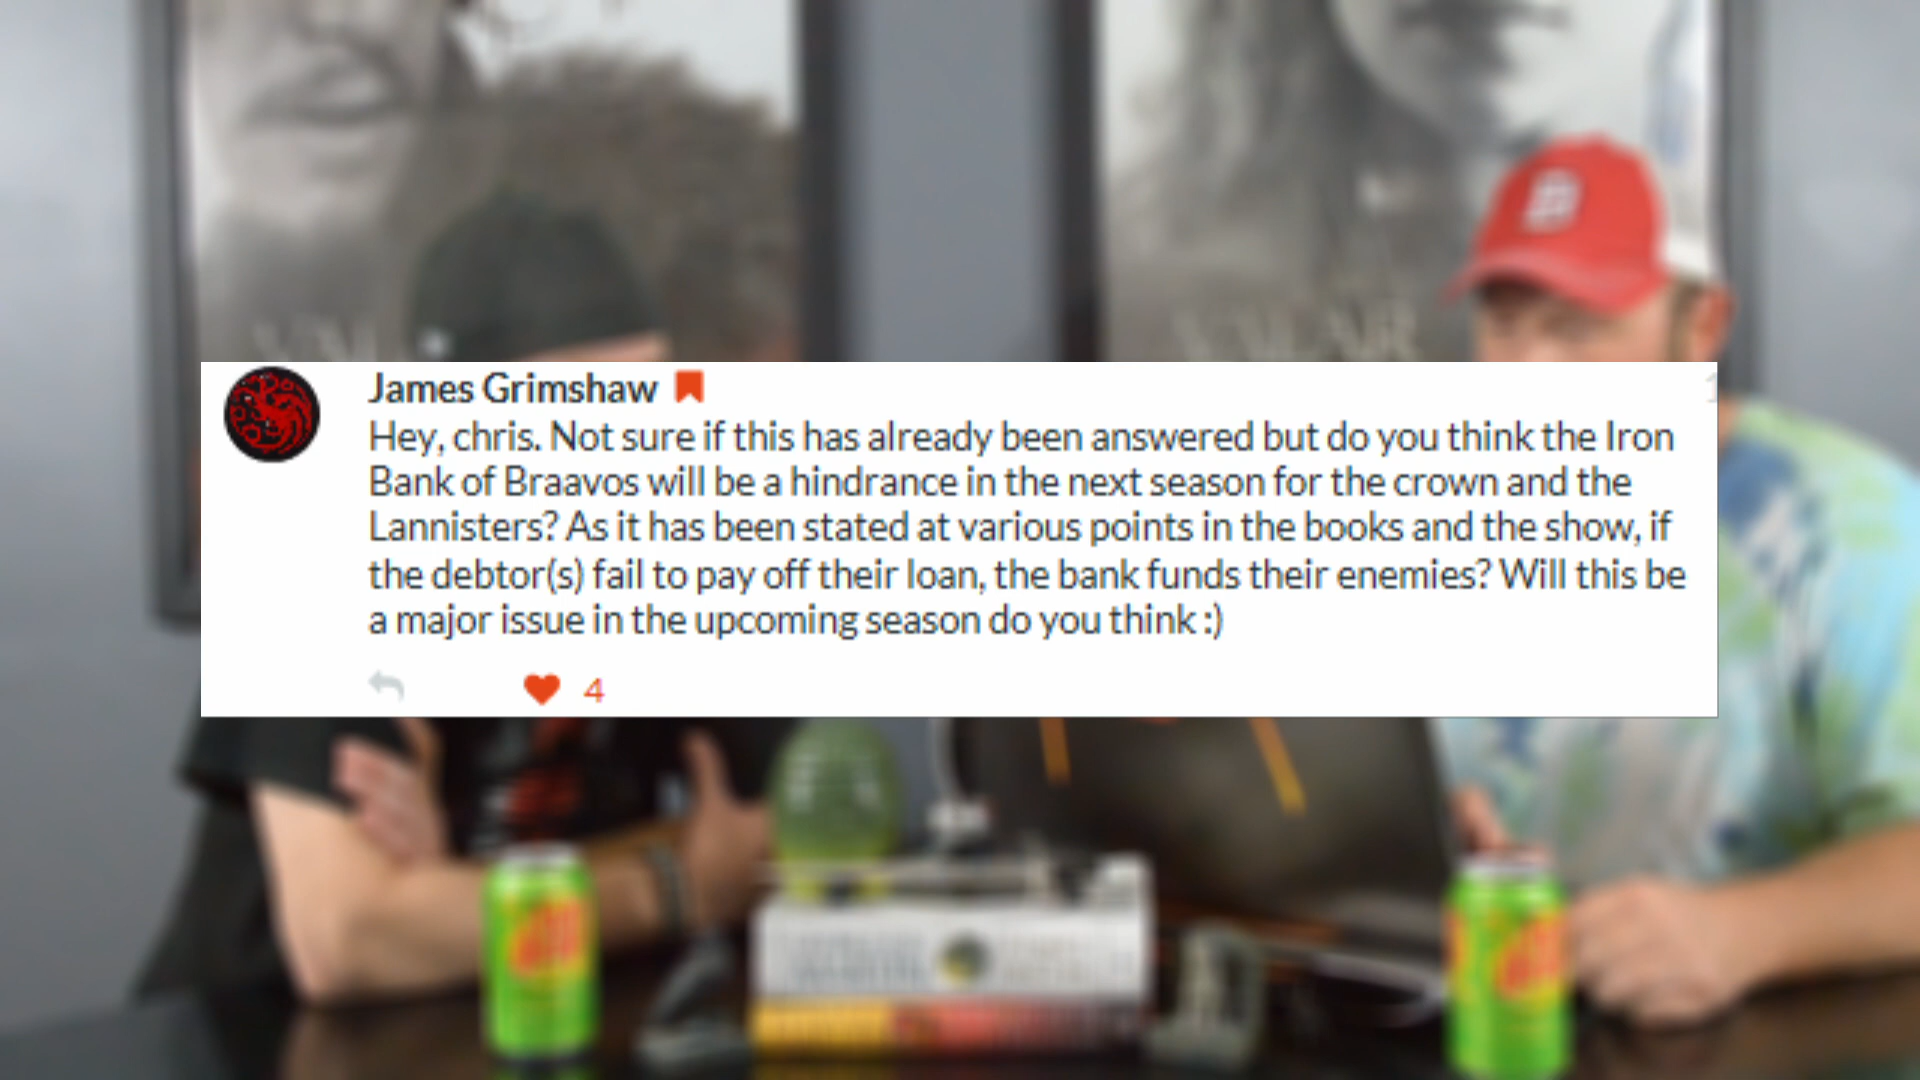 VALAR
James Grimshaw
Hey, chris. Not sure if this has already been answered but do you think the Iron
Bank of Braavos will be a hindrance in the next season for the crown and the
Lannisters? As it has been stated at various points in the books and the show, if
the debtor(s) fail to pay off their loan, the bank funds their enemies? Will this be
a major issue in the upcoming season do you think :)
4